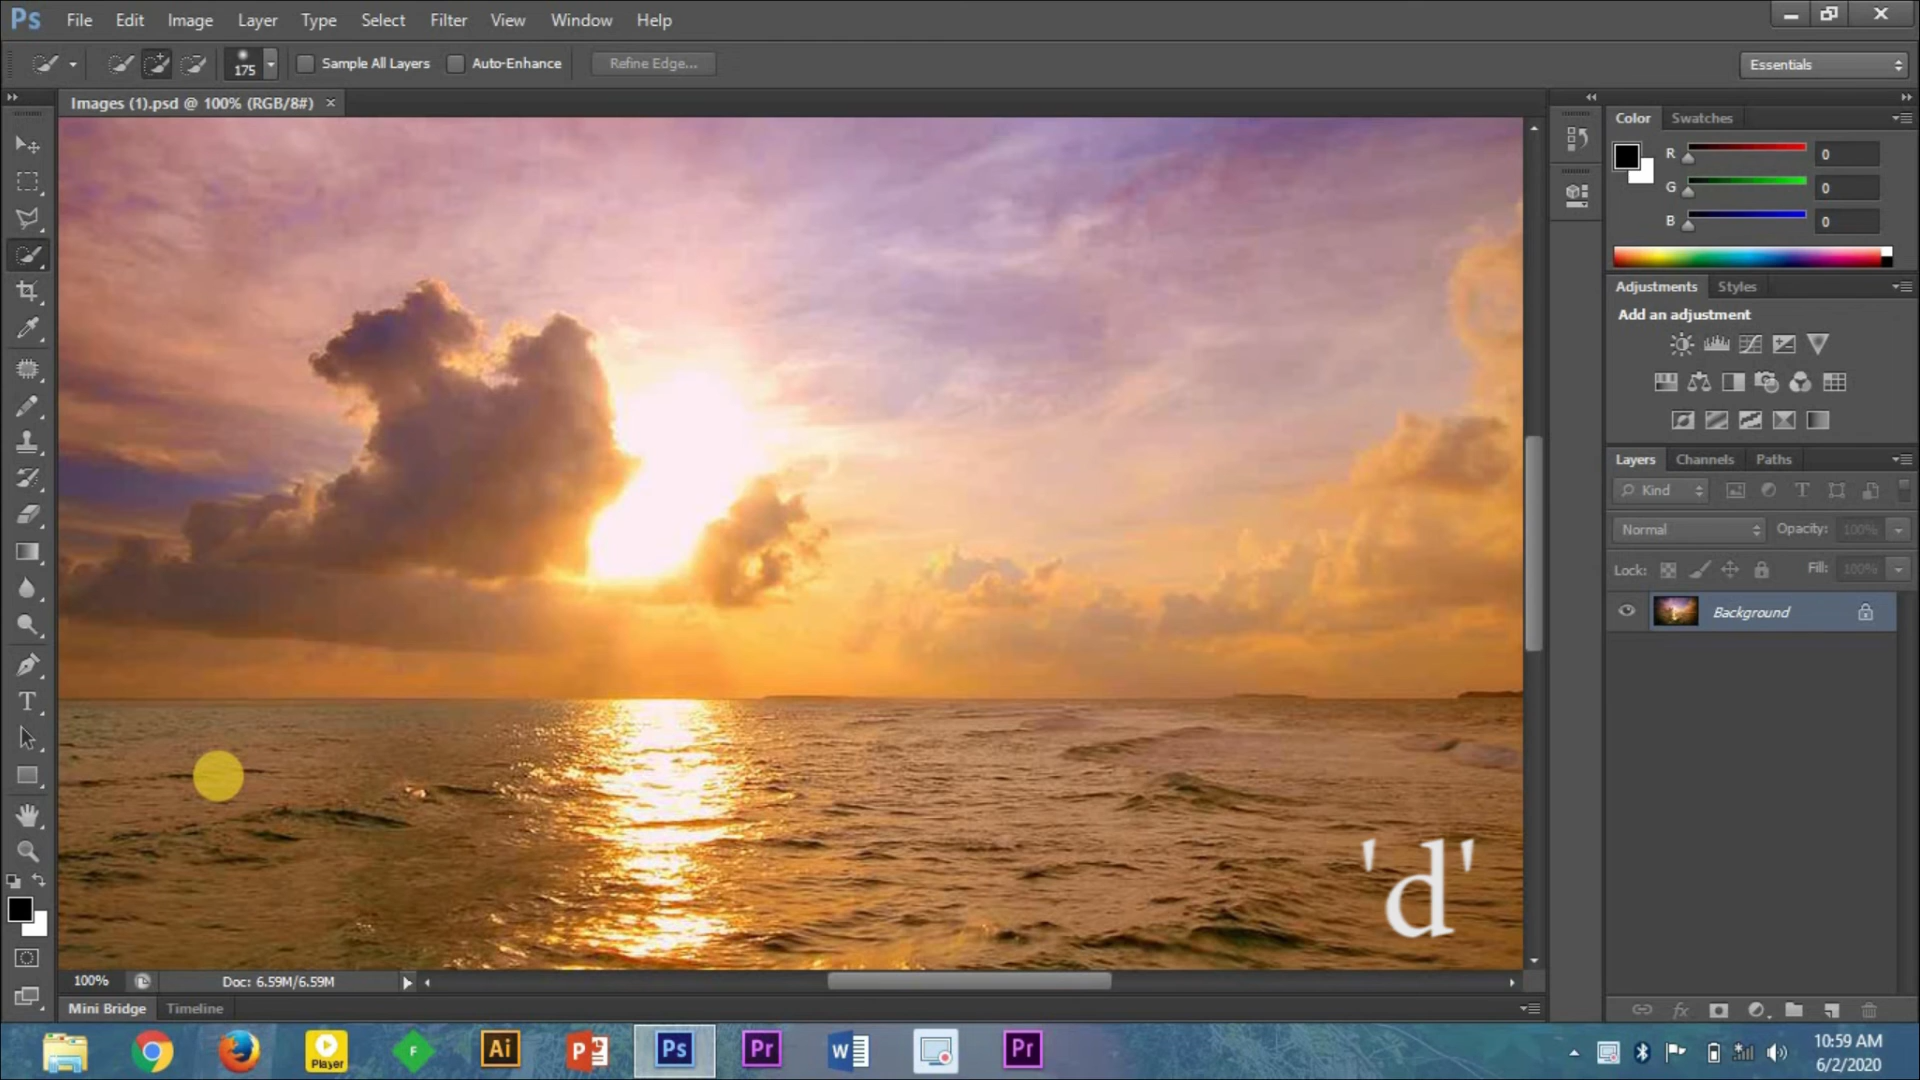 Ps File Edit Image Layer Type Select Filter View Window Help
175 Sample All Layers Auto-Enhance Refine Edge... Essentials
Images (1).psd @ 100% (RGB/8#) ×
Color Swatches
R 0
G 0
B 0
Adjustments Styles
Add an adjustment
Layers Channels Paths
Kind
Normal Opacity: 100%
Lock: Fill: 100%
Background
'd'
100% Doc: 6.59M/6.59M
Mini Bridge Timeline
Player F Ai P Ps Pr W Pr
10:59 AM
6/2/2020